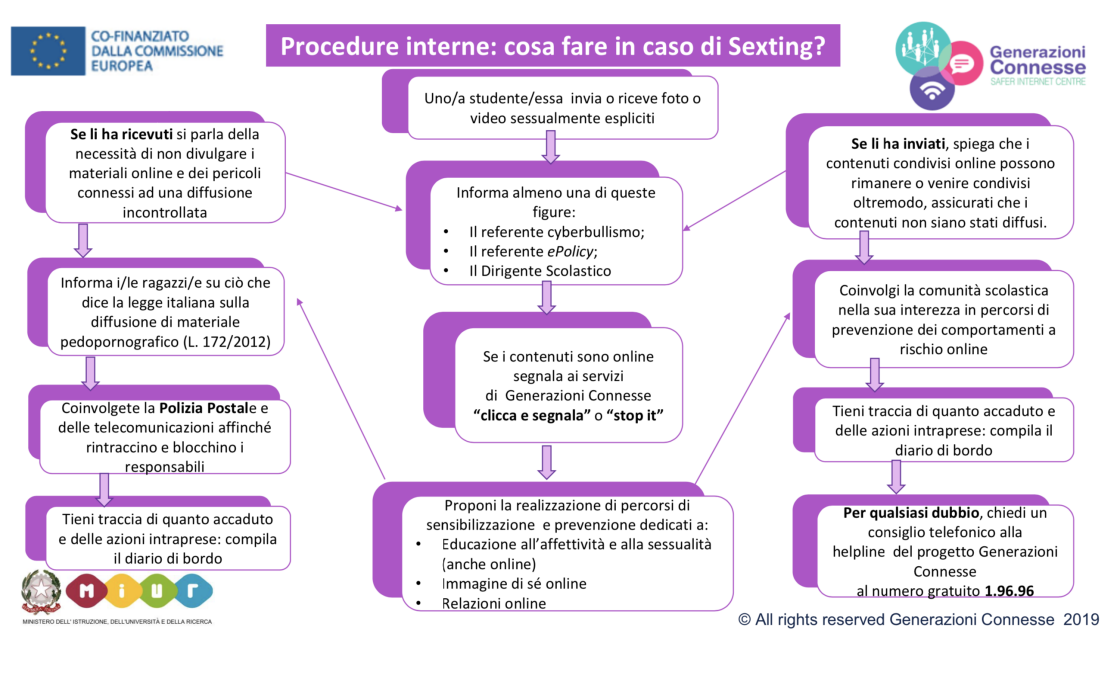 CO-FINANZIATO
DALLA COMMISSIONE
EUROPEA
Procedure interne: cosa fare in caso di Sexting?
Generazioni
Connesse
SAFER INTERNET CENTRE
Uno/a studente/essa invia o riceve foto o
video sessualmente espliciti
Se li ha ricevuti si parla della
necessità di non divulgare i
materiali online e dei pericoli
connessi ad una diffusione
incontrollata
Informa i/le ragazzi/e su ciò che
dice la legge italiana sulla
diffusione di materiale
pedopornografico (L. 172/2012)
Coinvolgete la Polizia Postale e
delle telecomunicazioni affinché
rintraccino e blocchino i
responsabili
Tieni traccia di quanto accaduto
e delle azioni intraprese: compila
il diario di bordo
Informa almeno una di queste
figure:
• Il referente cyberbullismo;
• Il referente ePolicy;
• Il Dirigente Scolastico
Se i contenuti sono online
segnala ai servizi
di Generazioni Connesse
“clicca e segnala” o “stop it”
Proponi la realizzazione di percorsi di
sensibilizzazione e prevenzione dedicati a:
• Educazione all’affettività e alla sessualità
(anche online)
• Immagine di sé online
• Relazioni online
Se li ha inviati, spiega che i
contenuti condivisi online possono
rimanere o venire condivisi
oltremodo, assicurati che i
contenuti non siano stati diffusi.
Coinvolgi la comunità scolastica
nella sua interezza in percorsi di
prevenzione dei comportamenti a
rischio online
Tieni traccia di quanto accaduto e
delle azioni intraprese: compila il
diario di bordo
Per qualsiasi dubbio, chiedi un
consiglio telefonico alla
helpline del progetto Generazioni
Connesse
al numero gratuito 1.96.96
miur
MINISTERO DELL' ISTRUZIONE, DELL'UNIVERSITÀ E DELLA RICERCA
© All rights reserved Generazioni Connesse 2019